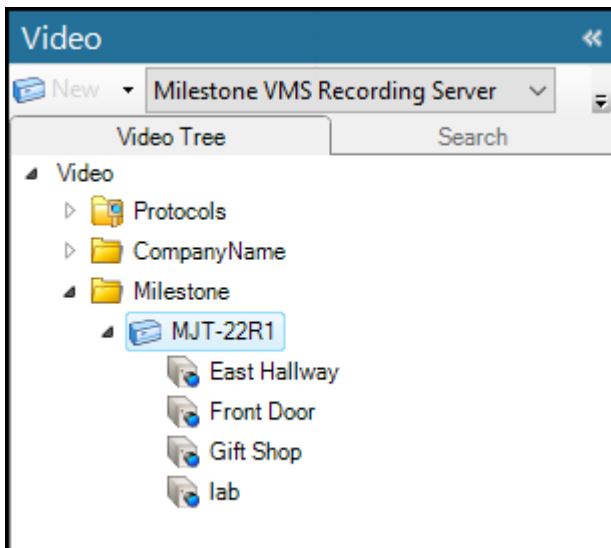 Video
New Milestone VMS Recording Server
Video Tree Search
Video
Protocols
CompanyName
Milestone
MJT-22R1
East Hallway
Front Door
Gift Shop
lab